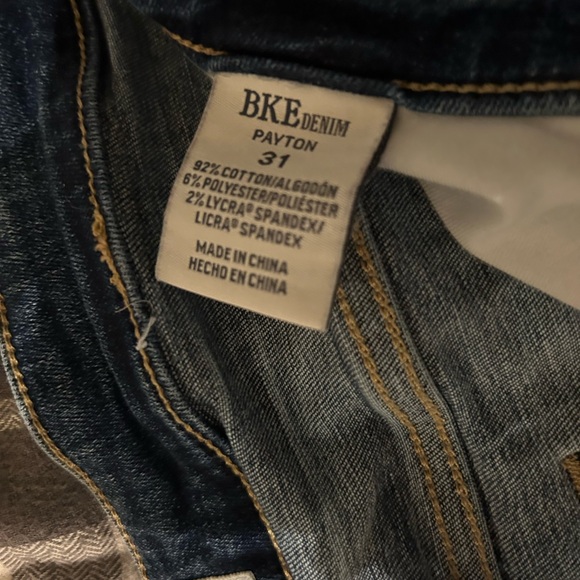 BKE DENIM
PAYTON
31
92% COTTON/ALGODÓN
6% POLYESTER/POLIÉSTER
2% LYCRA® SPANDEX/
LICRA® SPANDEX
MADE IN CHINA
HECHO EN CHINA